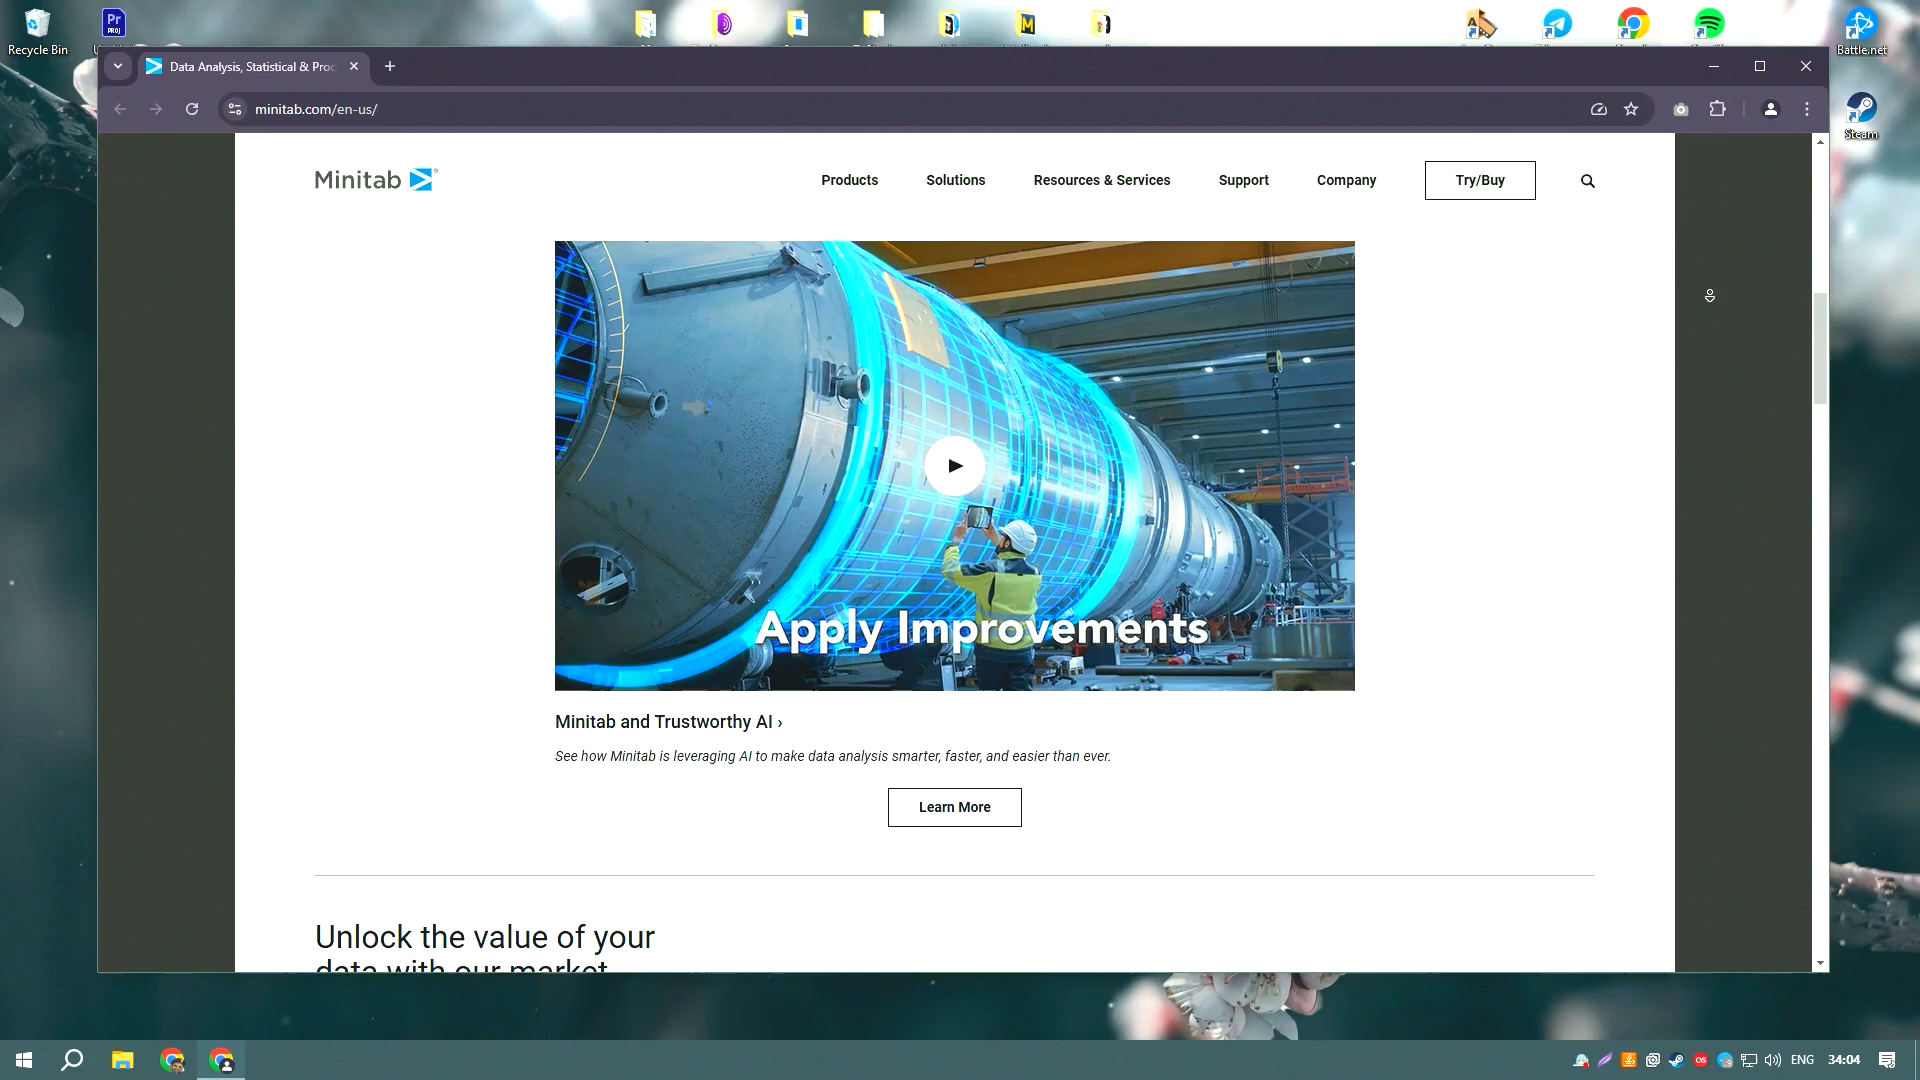 Recycle Bin
Pr
PROJ
Battle.net
Steam
Data Analysis, Statistical & Proc
minitab.com/en-us/
Minitab
Products
Solutions
Resources & Services
Support
Company
Try/Buy
Apply Improvements
Minitab and Trustworthy AI ›
See how Minitab is leveraging AI to make data analysis smarter, faster, and easier than ever.
Learn More
Unlock the value of your
data with our market
ENG
34:04